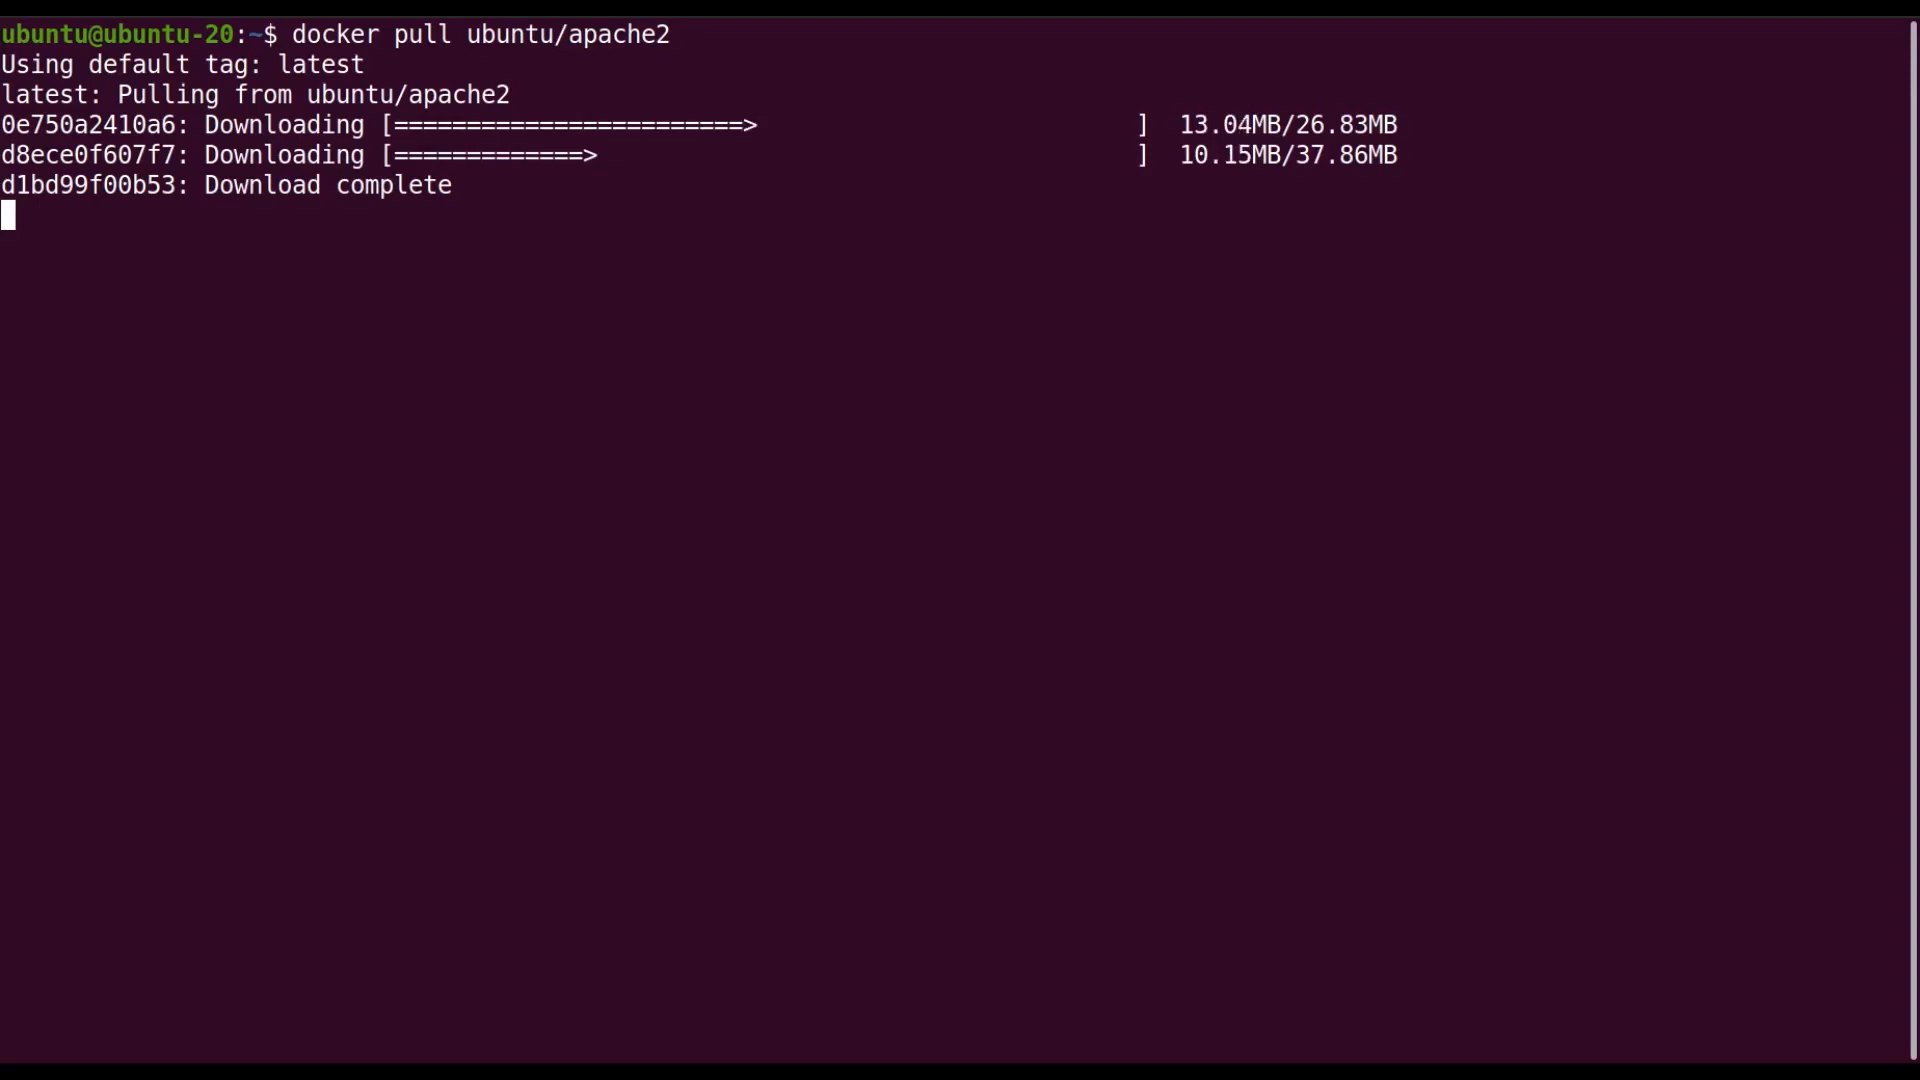 ubuntu@ubuntu-20:~$ docker pull ubuntu/apache2
Using default tag: latest
latest: Pulling from ubuntu/apache2
0e750a2410a6: Downloading [========================>                          ]  13.04MB/26.83MB
d8ece0f607f7: Downloading [=============>                                     ]  10.15MB/37.86MB
d1bd99f00b53: Download complete